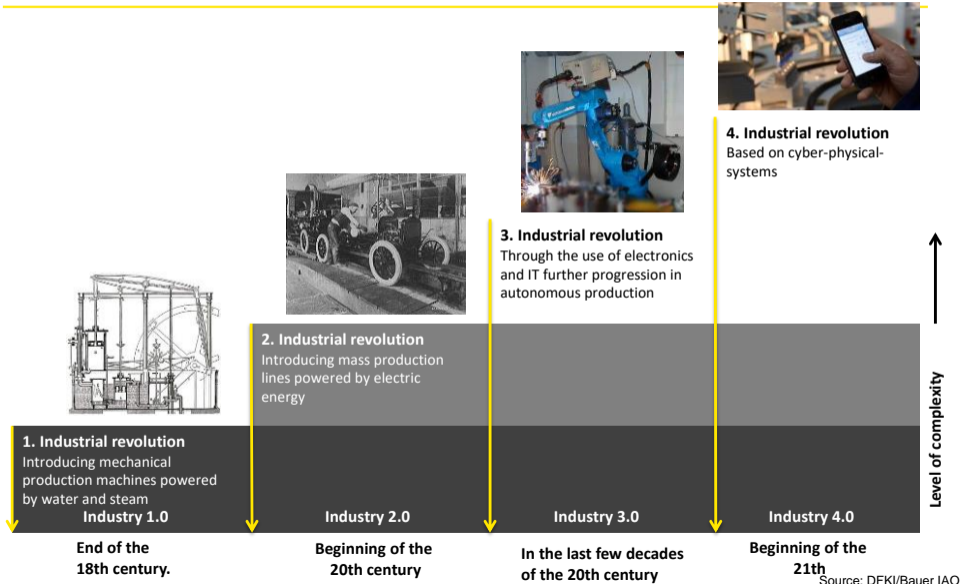 4. Industrial revolution
Based on cyber-physical-
systems
3. Industrial revolution
Through the use of electronics
and IT further progression in
autonomous production
2. Industrial revolution
Introducing mass production
lines powered by electric
energy
1. Industrial revolution
Introducing mechanical
production machines powered
by water and steam
Level of complexity
Industry 1.0
Industry 2.0
Industry 3.0
Industry 4.0
End of the
18th century.
Beginning of the
20th century
In the last few decades
of the 20th century
Beginning of the
21th
Source: DFKI/Bauer IAO